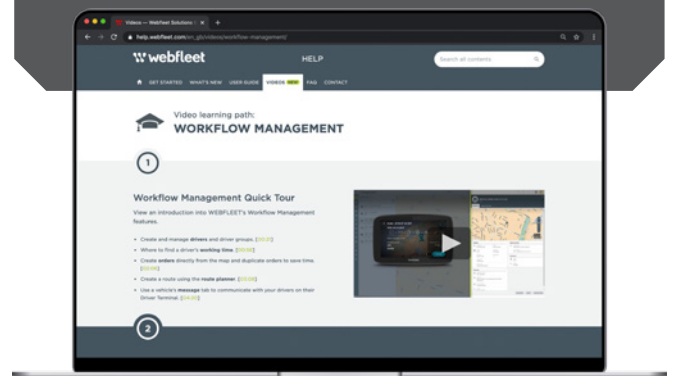 Videos — Webfleet Solutions
help.webfleet.com/en_gb/videos/workflow-management/
webfleet
HELP
Search all contents
GET STARTED WHAT'S NEW USER GUIDE VIDEOS NEW FAQ CONTACT
Video learning path:
WORKFLOW MANAGEMENT
1
Workflow Management Quick Tour
View an introduction into WEBFLEET's Workflow Management
features.
Create and manage drivers and driver groups.
Where to find a driver's working time.
Create orders directly from the map and duplicate orders to save time.
Create a route using the route planner.
Use a vehicle's message tab to communicate with your drivers on their
Driver Terminal.
2